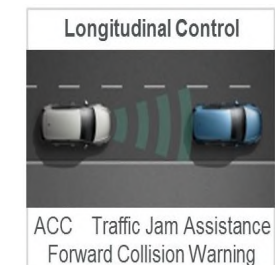 Longitudinal Control
ACC Traffic Jam Assistance
Forward Collision Warning